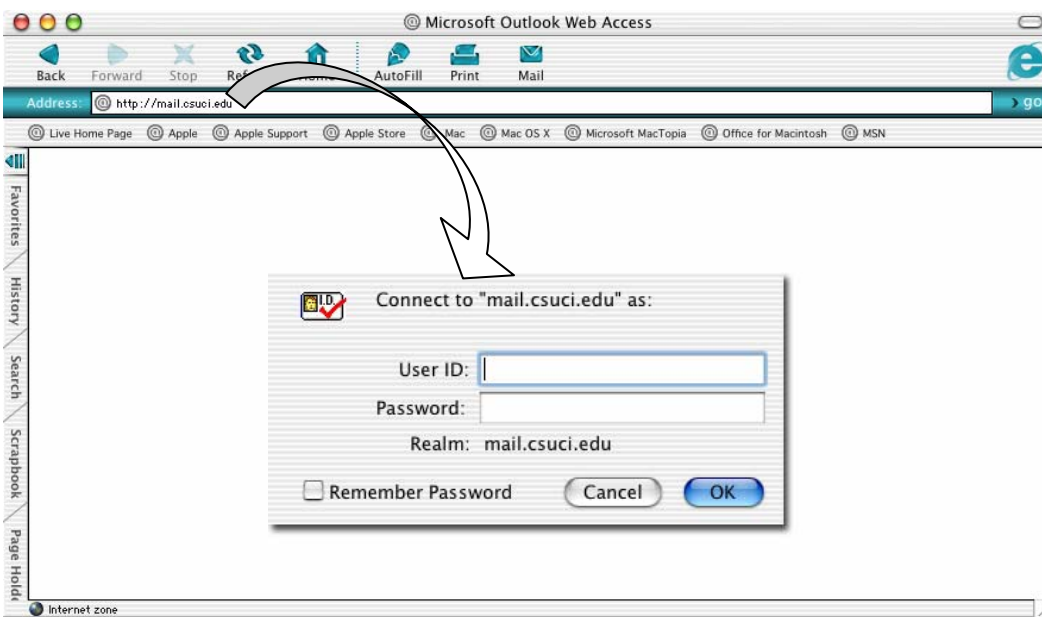 Microsoft Outlook Web Access
Back Forward Stop AutoFill Print Mail
Address: http://mail.csuci.edu go
Live Home Page Apple Apple Support Apple Store Mac Mac OS X Microsoft MacTopia Office for Macintosh MSN
Favorites
History
Search
Scrapbook
Page Holde
I.D.
Connect to "mail.csuci.edu" as:
User ID:
Password:
Realm: mail.csuci.edu
Remember Password Cancel OK
Internet zone